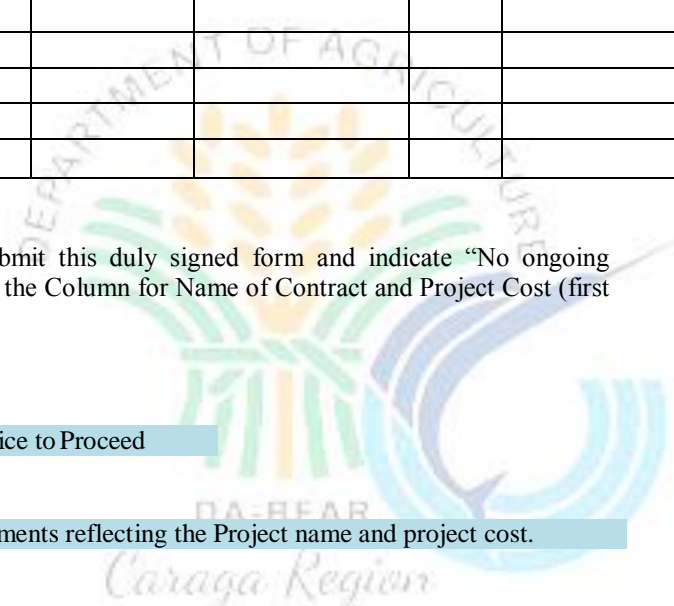 DEPARTMENT OF AGRICULTURE
bmit this duly signed form and indicate “No ongoing
the Column for Name of Contract and Project Cost (first
ice to Proceed
DA-BFAR
ments reflecting the Project name and project cost.
Caraga Region